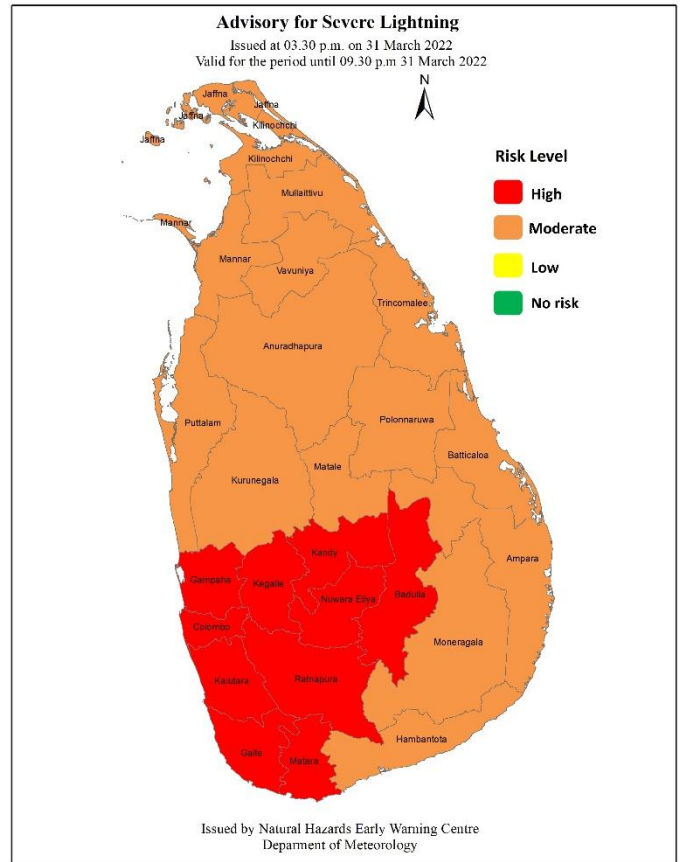 Advisory for Severe Lightning
Issued at 03.30 p.m. on 31 March 2022
Valid for the period until 09.30 p.m 31 March 2022
N
Jaffna
Jaffna
Jaffna
Kilinochchi
Jaffna
Kilinochchi
Risk Level
High
Mullaittivu
Moderate
Mannar
Mannar
Vavuniya
Low
Trincomalee
No risk
Anuradhapura
Polonnaruwa
Puttalam
Batticaloa
Matale
Kurunegala
Kandy
Ampara
Gampaha
Kegalle
Nuwara Eliya
Badulla
Colombo
Moneragala
Kalutara
Ratnapura
Hambantota
Galle
Matara
Issued by Natural Hazards Early Warning Centre
Deparment of Meteorology